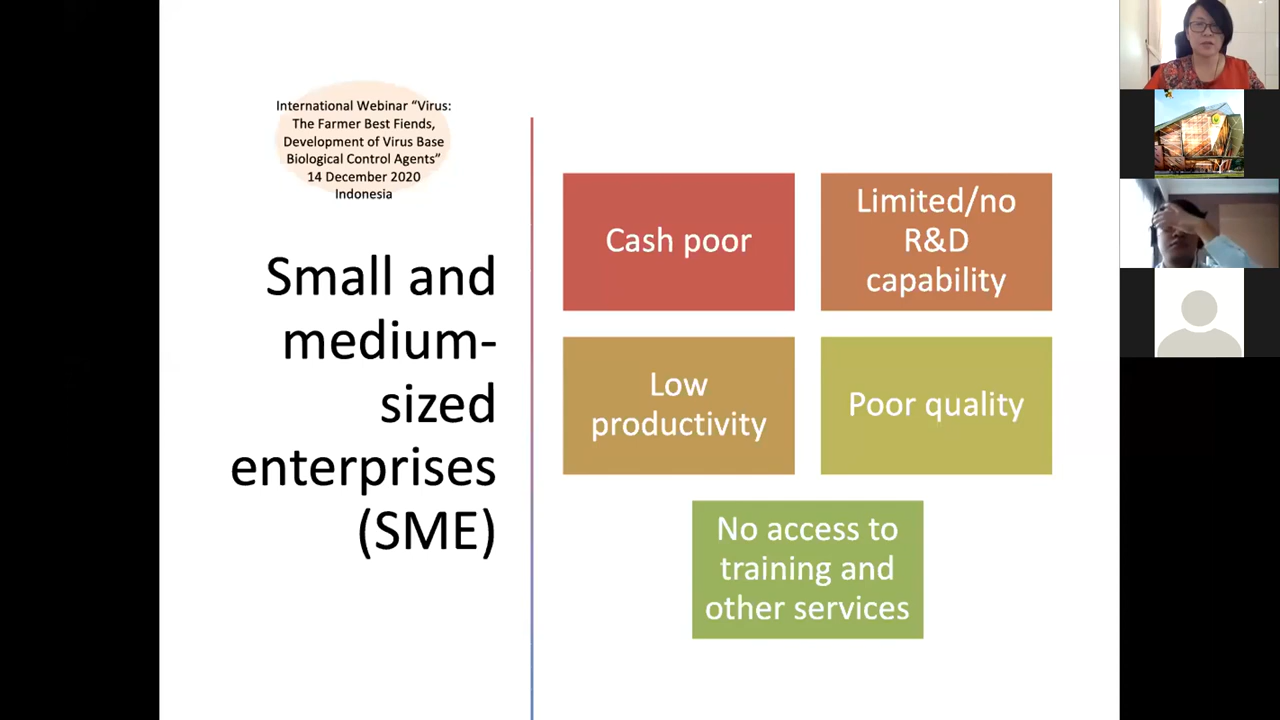 International Webinar “Virus:
The Farmer Best Fiends,
Development of Virus Base
Biological Control Agents”
14 December 2020
Indonesia
Small and
medium-
sized
enterprises
(SME)
Cash poor
Limited/no
R&D
capability
Low
productivity
Poor quality
No access to
training and
other services